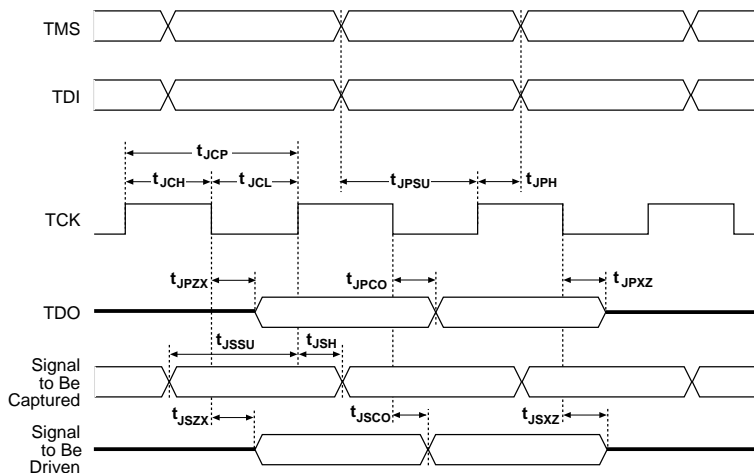 TMS
TDI
tJCP
tJCH
tJCL
tJPSU
tJPH
TCK
tJPZX
tJPCO
tJPXZ
TDO
tJSSU
tJSH
Signal
to Be
Captured
tJSZX
tJSCO
tJSXZ
Signal
to Be
Driven